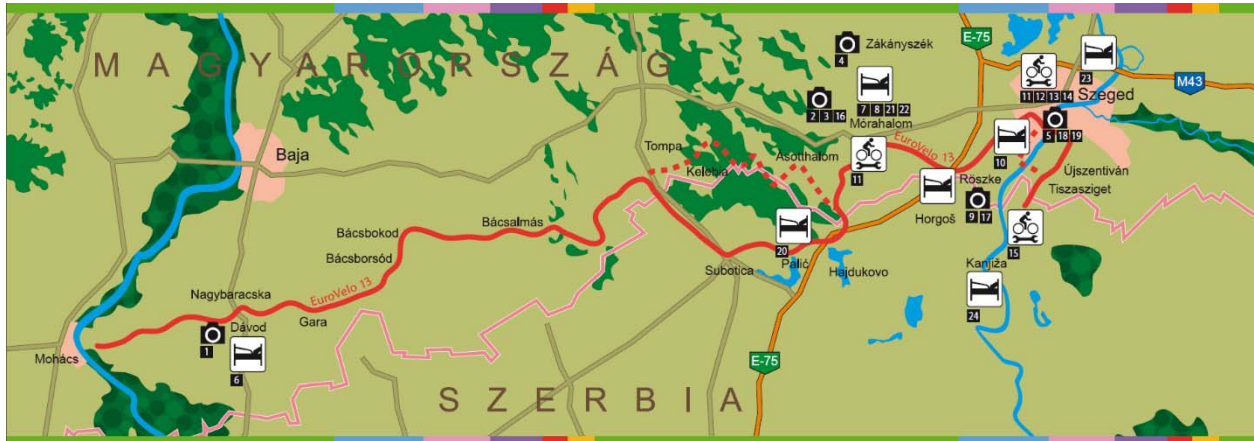 MAGYARORSZÁG
Zákányszék
4
E-75
23
M43
11 12 13 14
Szeged
7 8 21 22
2 3 16
Mórahalom
5 18 19
Baja
Tompa
EuroVelo 13
Ásotthalom
10
Kelebia
11
Röszke
Újszentiván
Tiszasziget
9 17
Horgoš
Bácsalmás
Bácsbokod
20
15
Bácsborsód
Palić
Kanjiža
Subotica
Hajdukovo
24
Nagybaracska
EuroVelo 13
Gara
Dávod
1
Mohács
6
E-75
SZERBIA